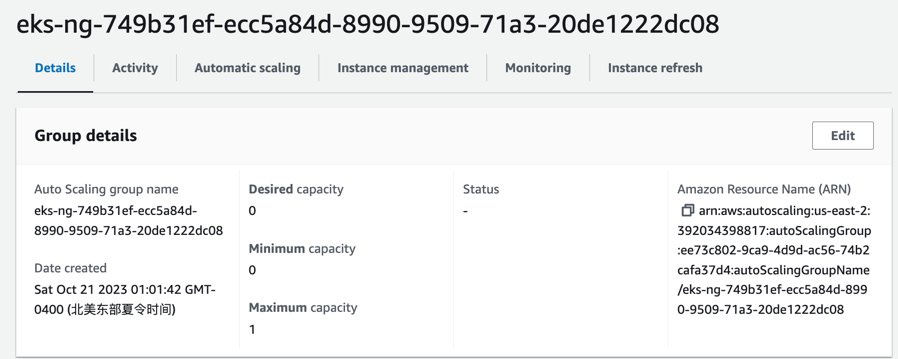 eks-ng-749b31ef-ecc5a84d-8990-9509-71a3-20de1222dc08
Details
Activity
Automatic scaling
Instance management
Monitoring
Instance refresh
Group details
Edit
Auto Scaling group name
eks-ng-749b31ef-ecc5a84d-
8990-9509-71a3-20de1222dc08
Date created
Sat Oct 21 2023 01:01:42 GMT-
0400 (北美东部夏令时间)
Desired capacity
0
Minimum capacity
0
Maximum capacity
1
Status
-
Amazon Resource Name (ARN)
arn:aws:autoscaling:us-east-2:
392034398817:autoScalingGroup
:ee73c802-9ca9-4d9d-ac56-74b2
cafa37d4:autoScalingGroupName
/eks-ng-749b31ef-ecc5a84d-899
0-9509-71a3-20de1222dc08